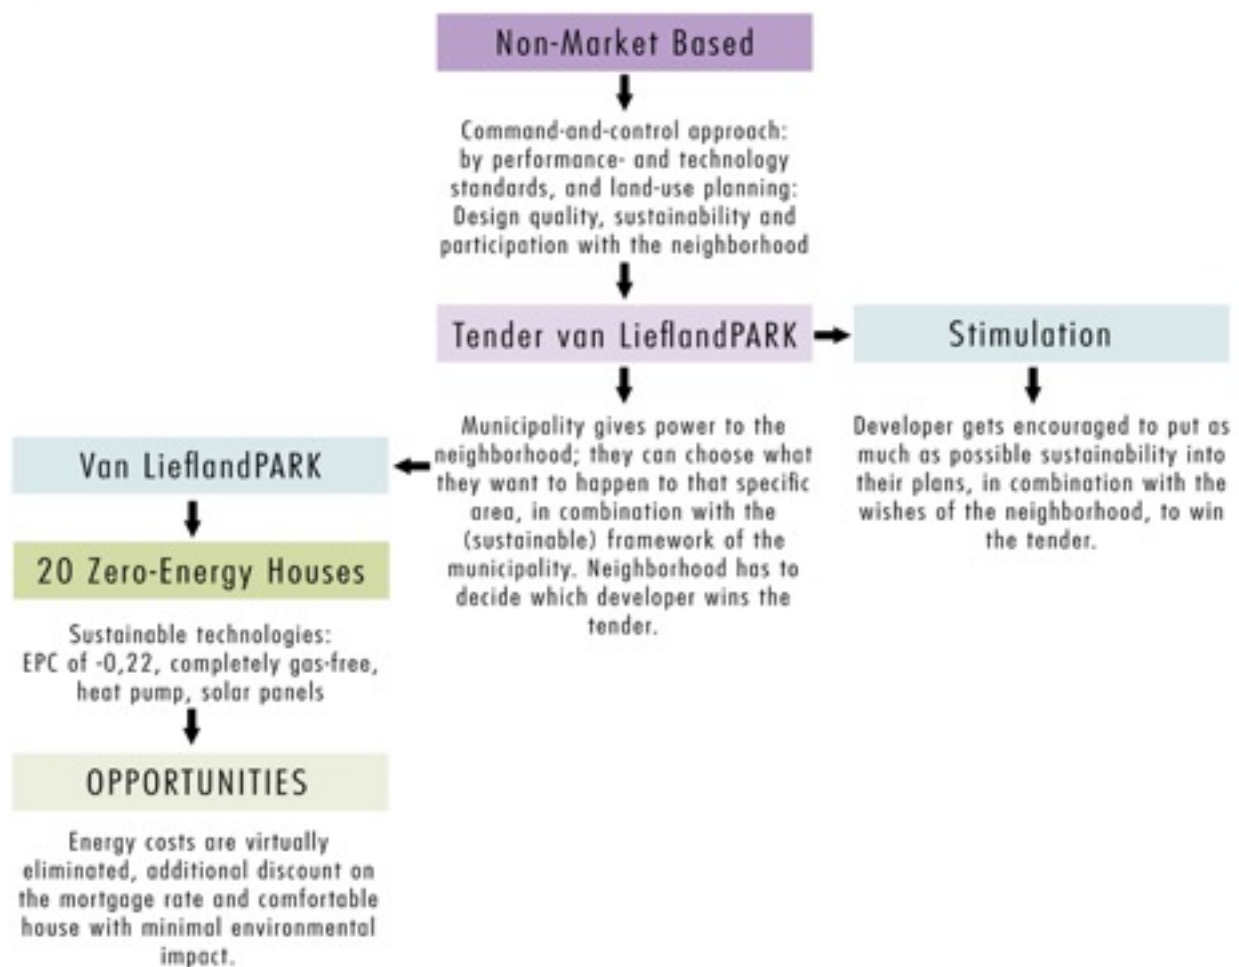 Non-Market Based
Command-and-control approach:
by performance- and technology
standards, and land-use planning:
Design quality, sustainability and
participation with the neighborhood
Tender van LieflandPARK
Stimulation
Municipality gives power to the
neighborhood; they can choose what
they want to happen to that specific
area, in combination with the
(sustainable) framework of the
municipality. Neighborhood has to
decide which developer wins the
tender.
Developer gets encouraged to put as
much as possible sustainability into
their plans, in combination with the
wishes of the neighborhood, to win
the tender.
Van LieflandPARK
20 Zero-Energy Houses
Sustainable technologies:
EPC of -0,22, completely gas-free,
heat pump, solar panels
OPPORTUNITIES
Energy costs are virtually
eliminated, additional discount on
the mortgage rate and comfortable
house with minimal environmental
impact.